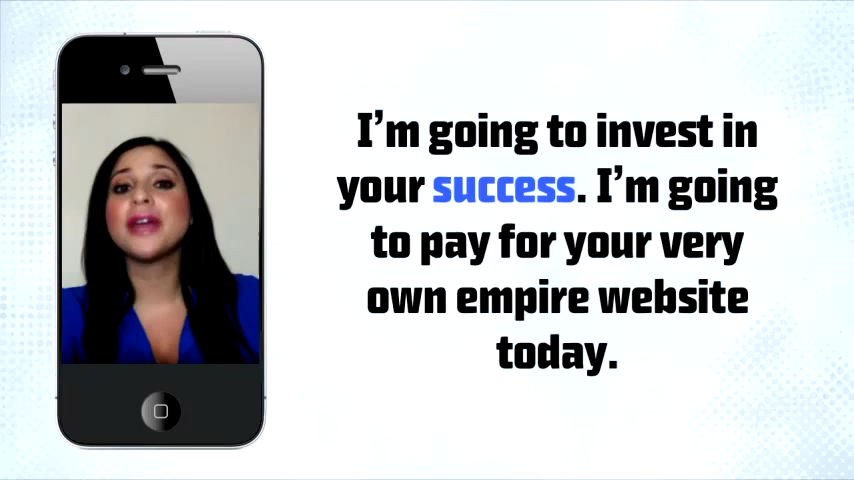 I'm going to invest in
your success. I'm going
to pay for your very
own empire website
today.